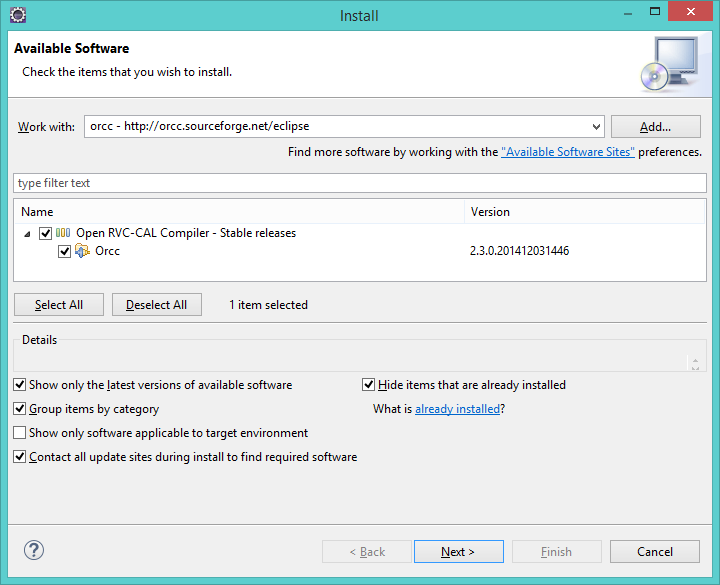 Install
Available Software
Check the items that you wish to install.
Work with: orcc - http://orcc.sourceforge.net/eclipse Add...
Find more software by working with the "Available Software Sites" preferences.
type filter text
Name Version
Open RVC-CAL Compiler - Stable releases
Orcc 2.3.0.201412031446
Select All Deselect All 1 item selected
Details
Show only the latest versions of available software Hide items that are already installed
Group items by category What is already installed?
Show only software applicable to target environment
Contact all update sites during install to find required software
? < Back Next > Finish Cancel